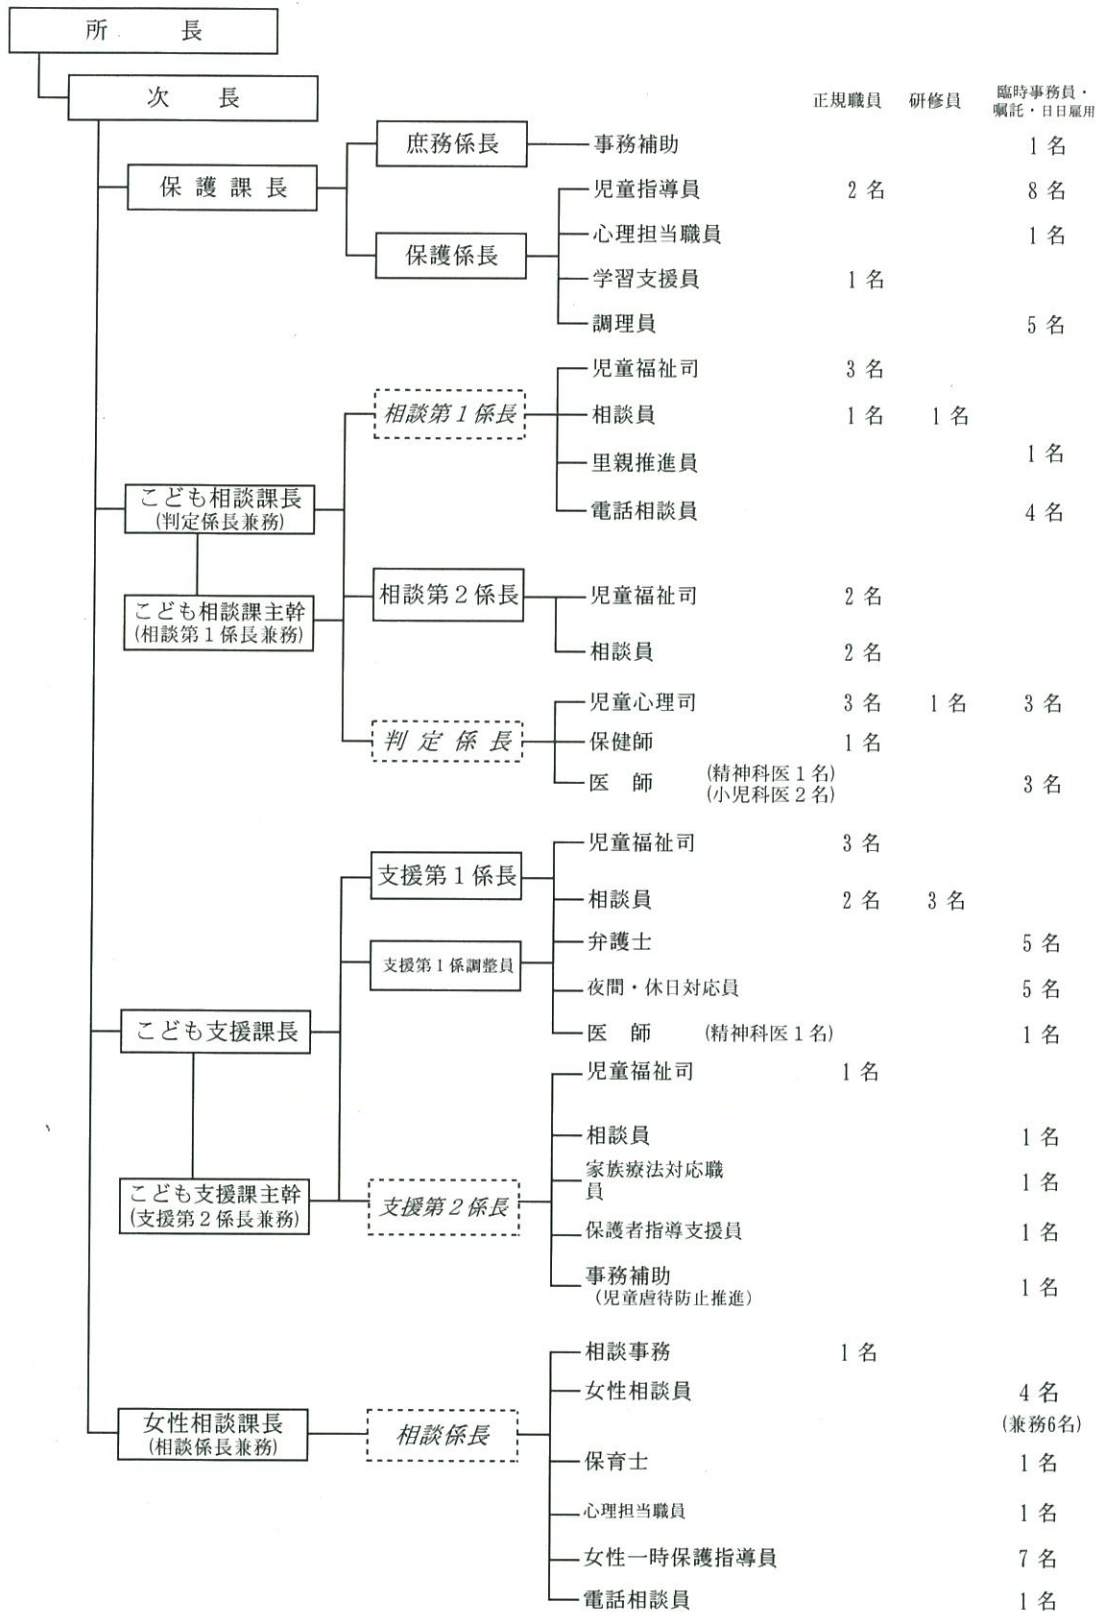 所　長
次　長
正規職員　研修員　臨時事務員・
嘱託・日日雇用
保護課長
庶務係長　事務補助　1名
児童指導員　2名　8名
保護係長
心理担当職員　1名
学習支援員　1名
調理員　5名
児童福祉司　3名
相談第1係長　相談員　1名　1名
里親推進員　1名
電話相談員　4名
こども相談課長
(判定係長兼務)
こども相談課主幹
(相談第1係長兼務)
相談第2係長　児童福祉司　2名
相談員　2名
児童心理司　3名　1名　3名
判定係長　保健師　1名
医　師　(精神科医1名)
(小児科医2名)　3名
児童福祉司　3名
支援第1係長
相談員　2名　3名
弁護士　5名
支援第1係調整員
夜間・休日対応員　5名
医　師　(精神科医1名)　1名
こども支援課長
児童福祉司　1名
相談員　1名
家族療法対応職
員　1名
こども支援課主幹
(支援第2係長兼務)
支援第2係長
保護者指導支援員　1名
事務補助
(児童虐待防止推進)　1名
相談事務　1名
女性相談員　4名
(兼務6名)
女性相談課長
(相談係長兼務)
相談係長
保育士　1名
心理担当職員　1名
女性一時保護指導員　7名
電話相談員　1名